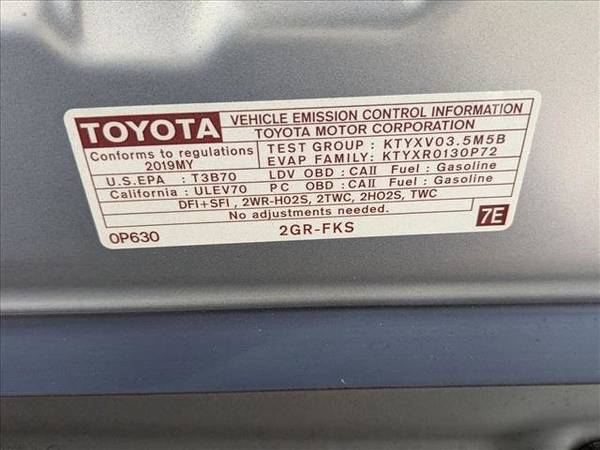 TOYOTA VEHICLE EMISSION CONTROL INFORMATION
TOYOTA MOTOR CORPORATION
Conforms to regulations
2019MY
TEST GROUP : KTYXV03.5M5B
EVAP FAMILY: KTYXR0130P72
U.S.EPA : T3B70 LDV OBD : CAII Fuel : Gasoline
California : ULEV70 PC OBD : CAII Fuel : Gasoline
DFI+SFI , 2WR-HO2S, 2TWC, 2HO2S, TWC
No adjustments needed.
0P630 2GR-FKS 7E